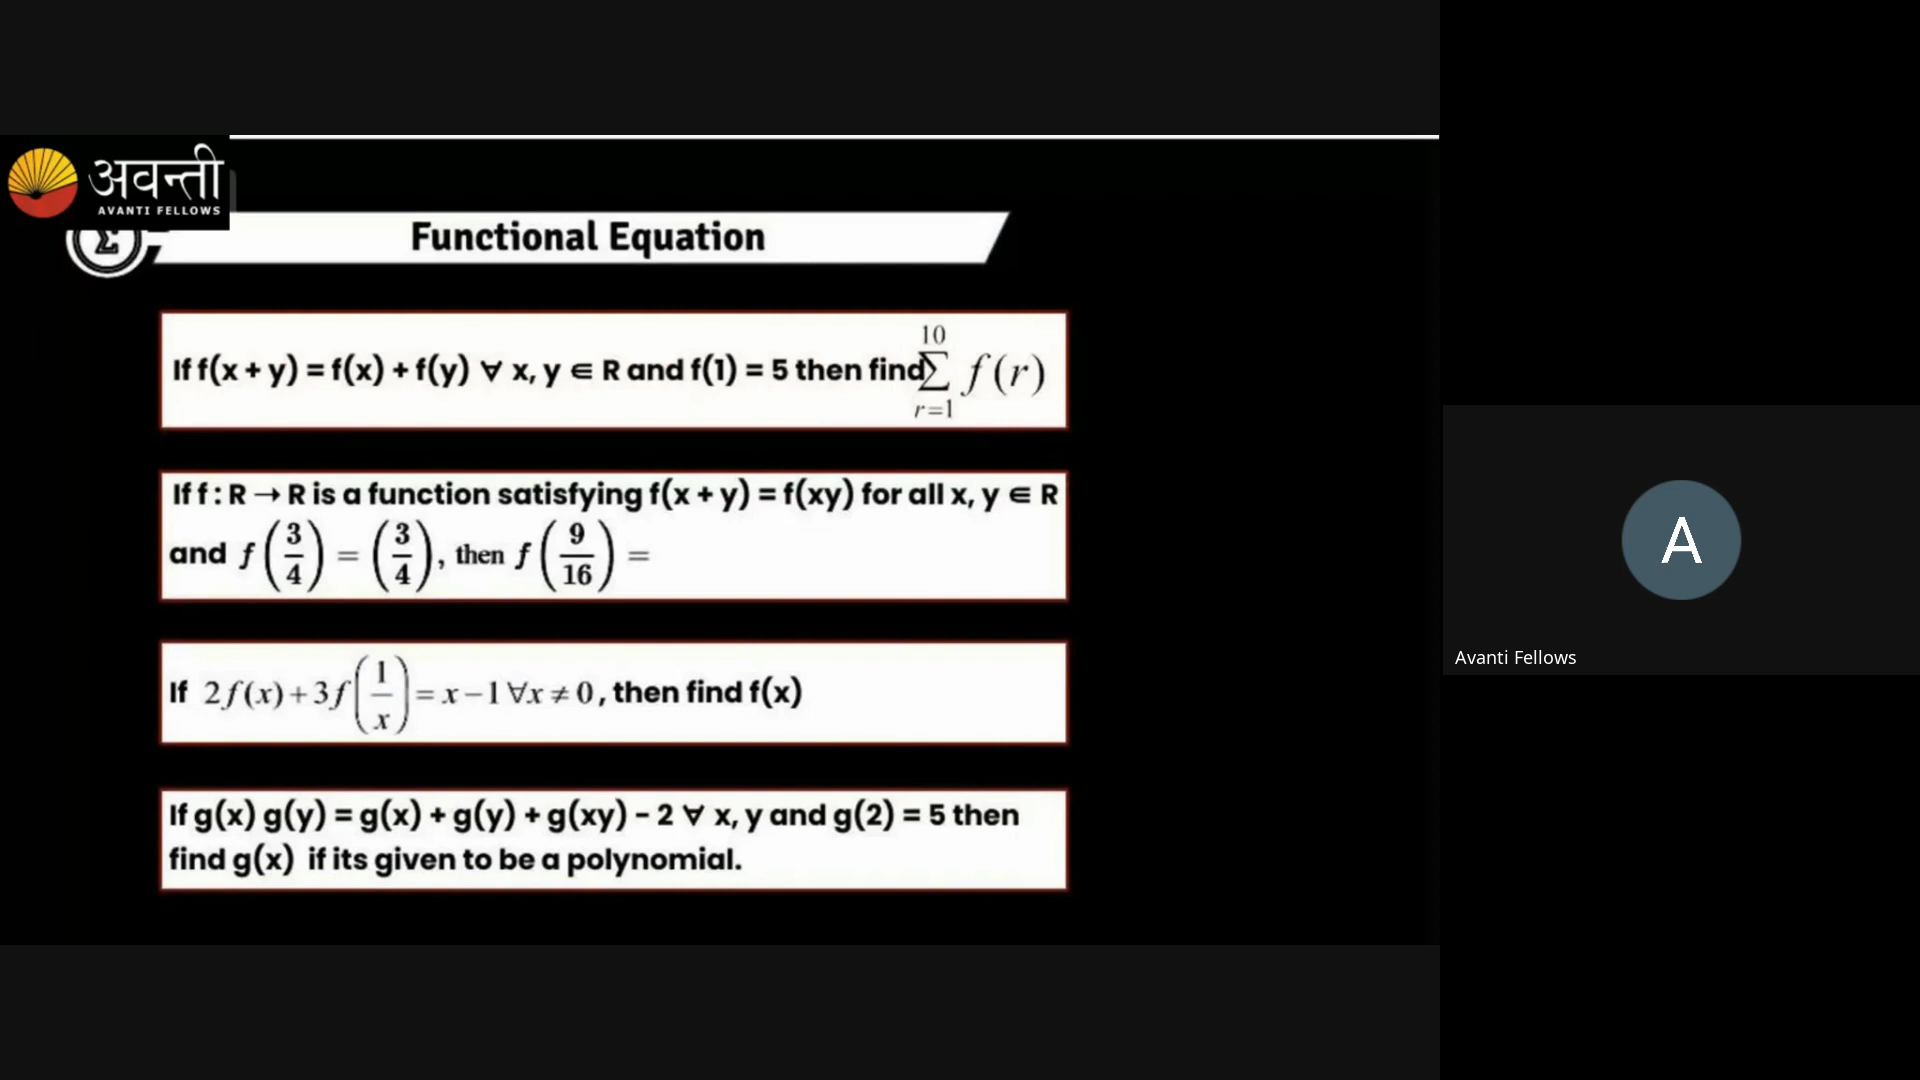 अवन्ती
AVANTI FELLOWS
Σ
Functional Equation
If f(x + y) = f(x) + f(y) ∀ x, y ∈ R and f(1) = 5 then find \sum_{r=1}^{10} f(r)
If f : R → R is a function satisfying f(x + y) = f(xy) for all x, y ∈ R
and f(3/4) = (3/4), then f(9/16) =
If 2f(x)+3f(1/x) = x−1 ∀x ≠ 0, then find f(x)
If g(x) g(y) = g(x) + g(y) + g(xy) − 2 ∀ x, y and g(2) = 5 then
find g(x) if its given to be a polynomial.
A
Avanti Fellows